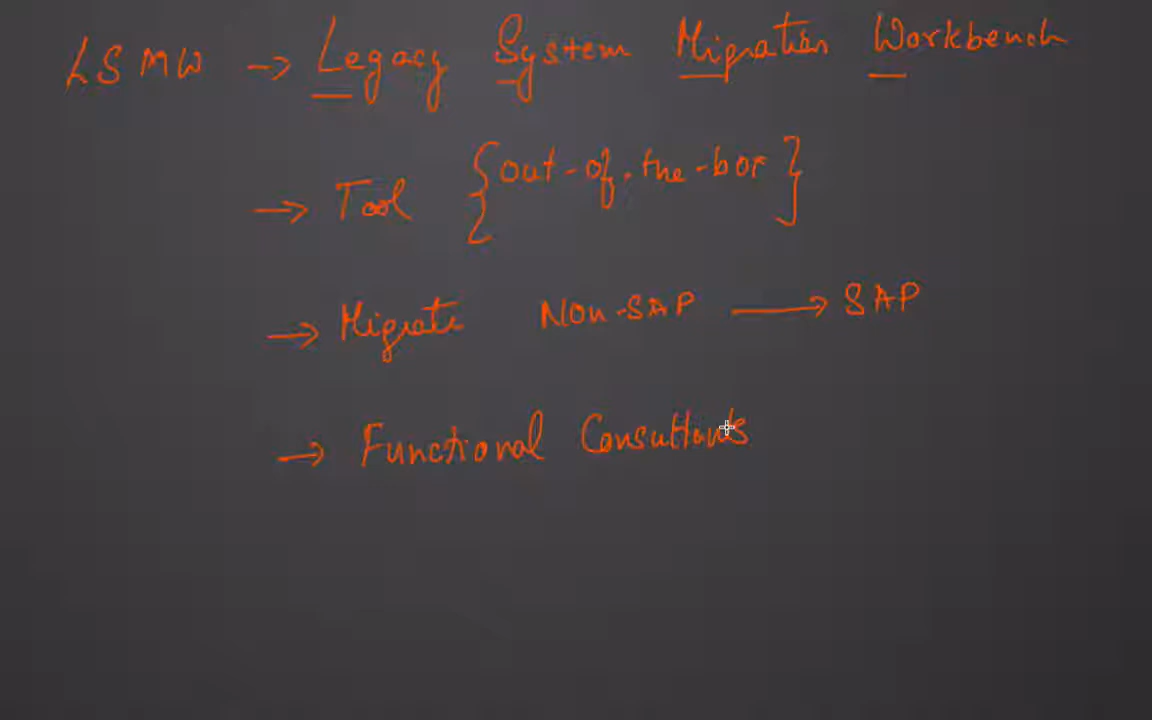 LSMW -> Legacy System Migration Workbench
-> Tool {out-of-the-box}
-> Migrate Non-SAP -> SAP
-> Functional Consultants